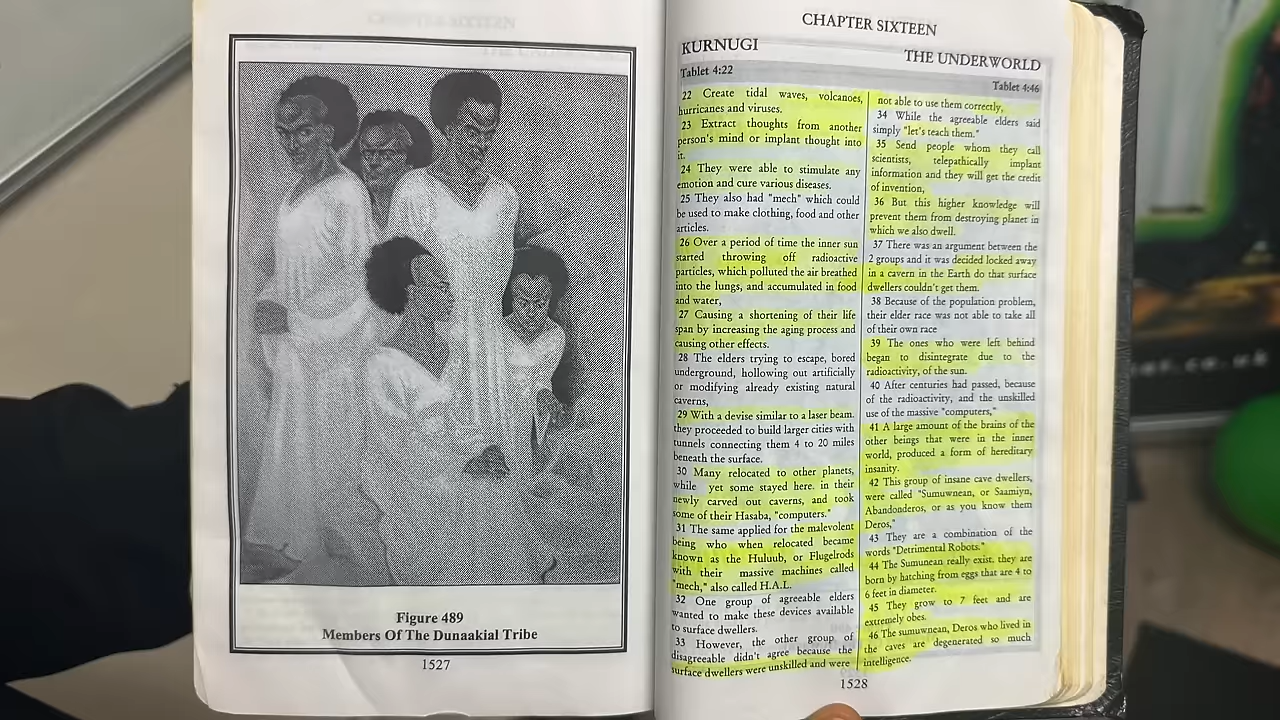 Figure 489
Members Of The Dunaakial Tribe
1527
CHAPTER SIXTEEN
KURNUGI
THE UNDERWORLD
Tablet 4:22
Tablet 4:46
22 Create tidal waves, volcanoes,
hurricanes and viruses.
23 Extract thoughts from another
person's mind or implant thought into
it.
24 They were able to stimulate any
emotion and cure various diseases.
25 They also had "mech" which could
be used to make clothing, food and other
articles.
26 Over a period of time the inner sun
started throwing off radioactive
particles, which polluted the air breathed
into the lungs, and accumulated in food
and water,
27 Causing a shortening of their life
span by increasing the aging process and
causing other effects.
28 The elders trying to escape, bored
underground, hollowing out artificially
or modifying already existing natural
caverns,
29 With a devise similar to a laser beam.
they proceeded to build larger cities with
tunnels connecting them 4 to 20 miles
beneath the surface.
30 Many relocated to other planets,
while yet some stayed here. in their
newly carved out caverns, and took
some of their Hasaba, "computers."
31 The same applied for the malevolent
being who when relocated became
known as the Huluub, or Flugelrods
with their massive machines called
"mech," also called H.A.L.
32 One group of agreeable elders
wanted to make these devices available
to surface dwellers.
33 However, the other group of
disagreeable didn't agree because the
surface dwellers were unskilled and were
not able to use them correctly,
34 While the agreeable elders said
simply "let's teach them."
35 Send people whom they call
scientists, telepathically implant
information and they will get the credit
of invention,
36 But this higher knowledge will
prevent them from destroying planet in
which we also dwell.
37 There was an argument between the
2 groups and it was decided locked away
in a cavern in the Earth do that surface
dwellers couldn't get them.
38 Because of the population problem,
their elder race was not able to take all
of their own race
39 The ones who were left behind
began to disintegrate due to the
radioactivity, of the sun.
40 After centuries had passed, because
of the radioactivity, and the unskilled
use of the massive "computers,"
41 A large amount of the brains of the
other beings that were in the inner
world, produced a form of hereditary
insanity.
42 This group of insane cave dwellers,
were called "Sumuwnean, or Saamiyn,
Abandonderos, or as you know them
Deros,"
43 They are a combination of the
words "Detrimental Robots."
44 The Sumunean really exist. they are
born by hatching from eggs that are 4 to
6 feet in diameter.
45 They grow to 7 feet and are
extremely obes.
46 The sumuwnean, Deros who lived in
the caves are degenerated so much
intelligence.
1528
.co.uk